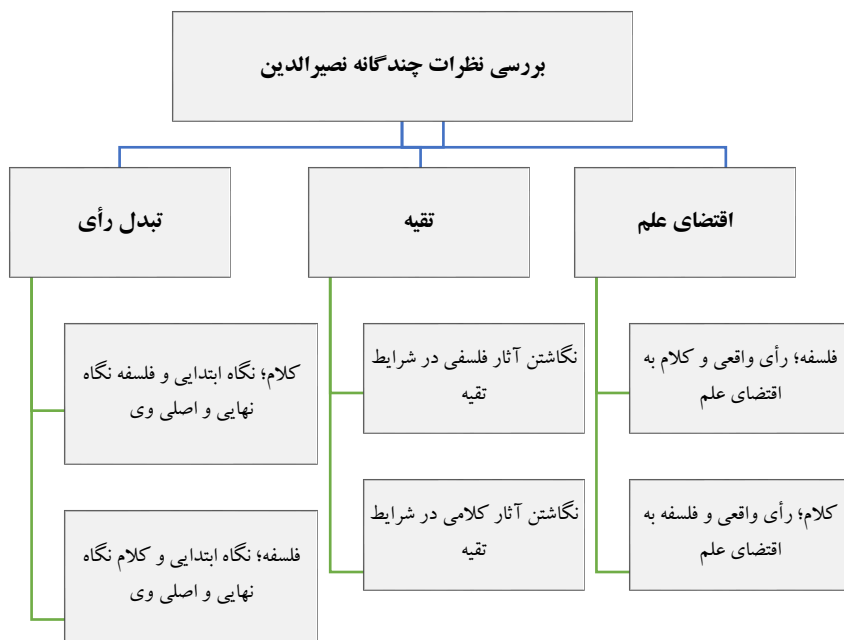 بررسی نظرات چندگانه نصیرالدین
اقتضای علم
تقیه
تبدل رأی
فلسفه؛ رأی واقعی و کلام به
اقتضای علم
کلام؛ رأی واقعی و فلسفه به
اقتضای علم
نگاشتن آثار فلسفی در شرایط
تقیه
نگاشتن آثار کلامی در شرایط
تقیه
کلام؛ نگاه ابتدایی و فلسفه نگاه
نهایی و اصلی وی
فلسفه؛ نگاه ابتدایی و کلام نگاه
نهایی و اصلی وی